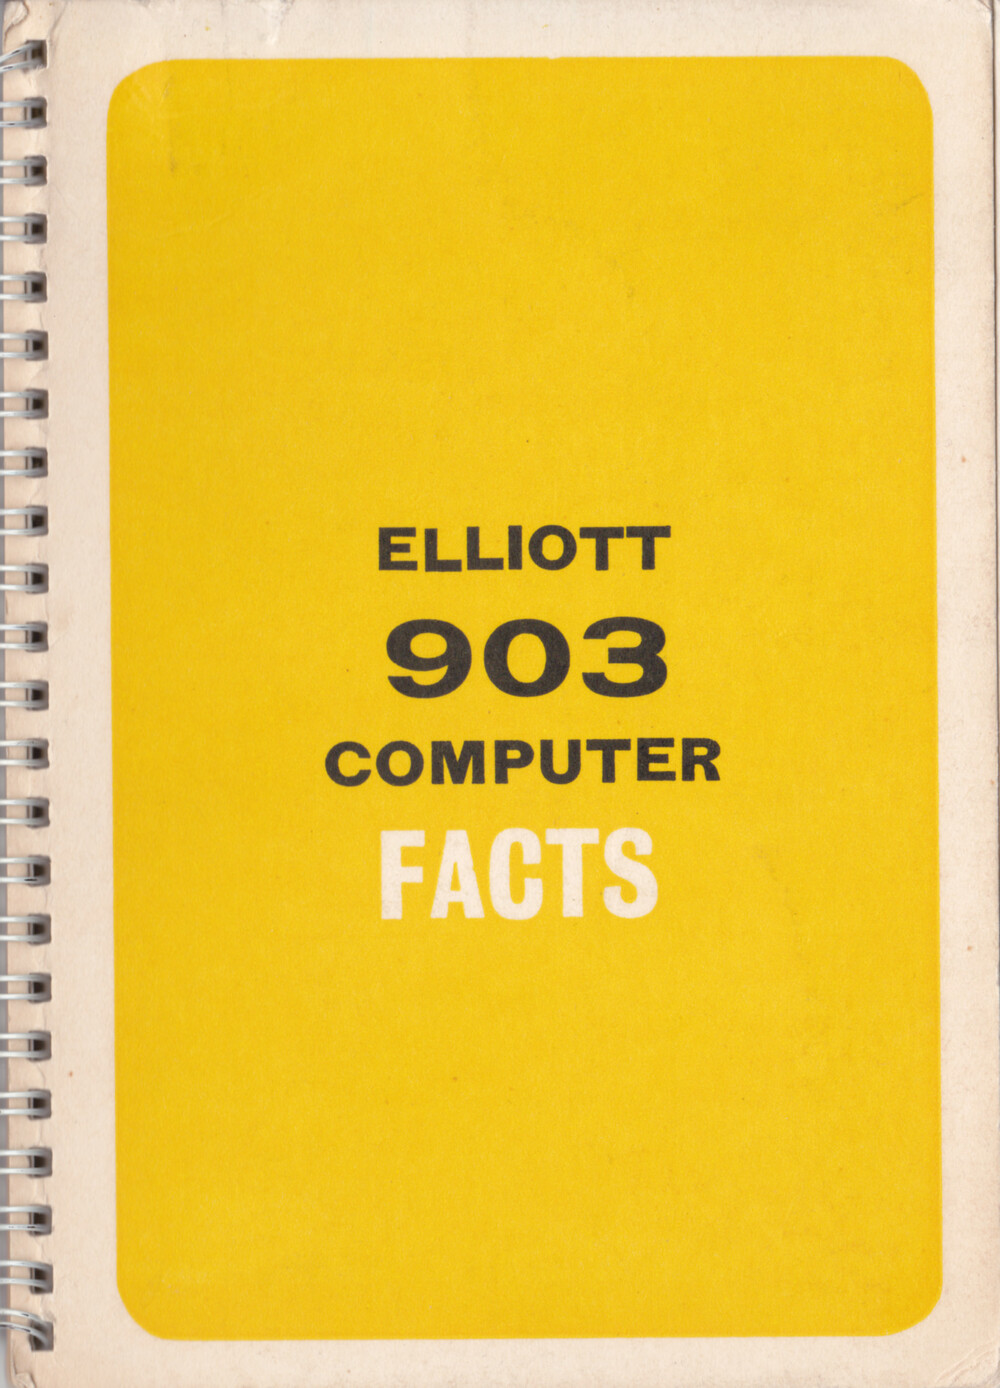 ELLIOTT
903
COMPUTER
FACTS